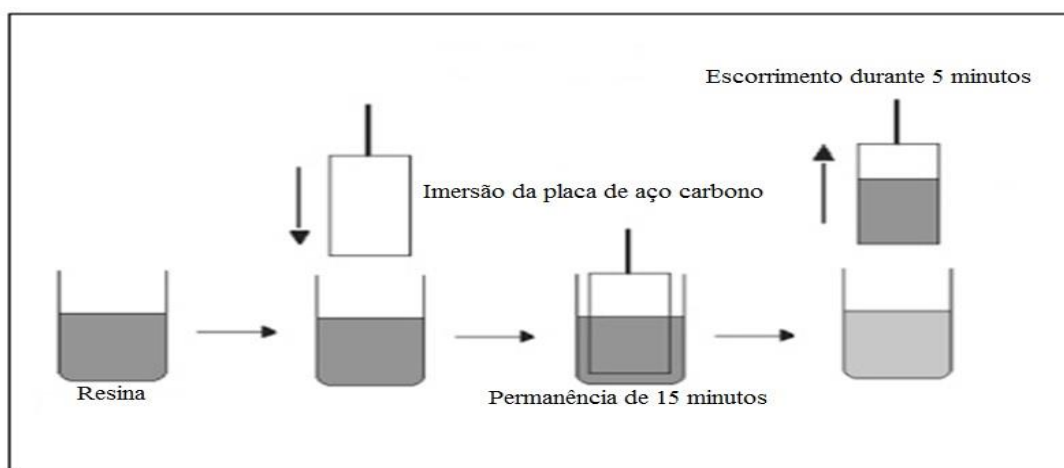 Escorrimento durante 5 minutos
Imersão da placa de aço carbono
Resina
Permanência de 15 minutos